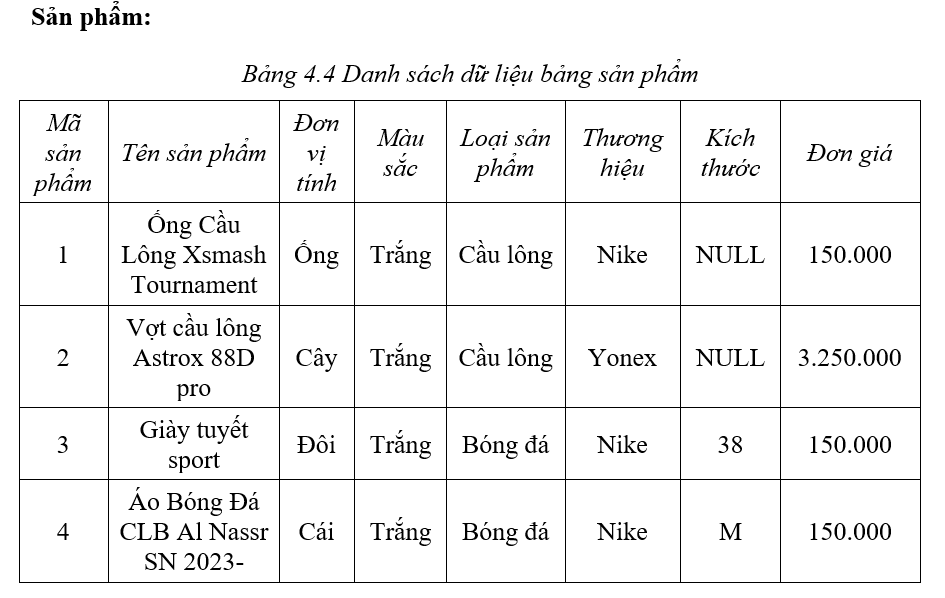 Sản phẩm:
Bảng 4.4 Danh sách dữ liệu bảng sản phẩm
Mã sản phẩm | Tên sản phẩm | Đơn vị tính | Màu sắc | Loại sản phẩm | Thương hiệu | Kích thước | Đơn giá
1 | Ống Cầu Lông Xsmash Tournament | Ống | Trắng | Cầu lông | Nike | NULL | 150.000
2 | Vợt cầu lông Astrox 88D pro | Cây | Trắng | Cầu lông | Yonex | NULL | 3.250.000
3 | Giày tuyết sport | Đôi | Trắng | Bóng đá | Nike | 38 | 150.000
4 | Áo Bóng Đá CLB Al Nassr SN 2023- | Cái | Trắng | Bóng đá | Nike | M | 150.000